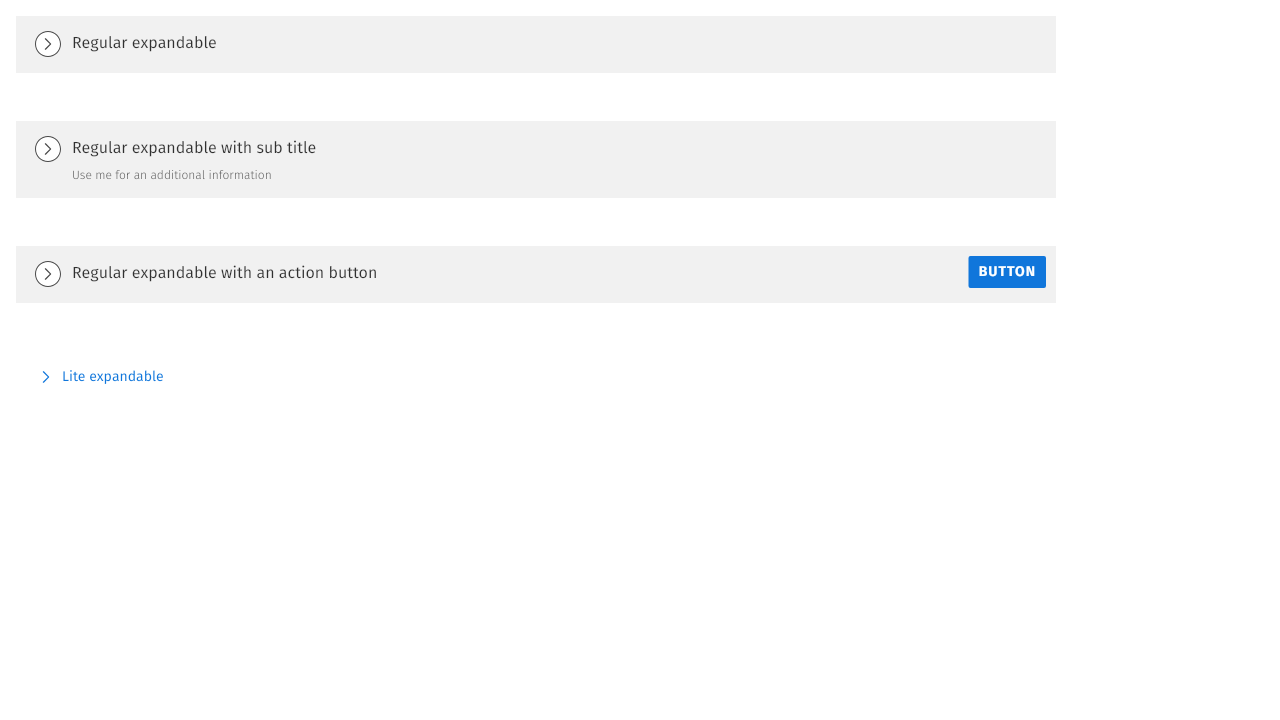 Regular expandable
Regular expandable with sub title
Use me for an additional information
Regular expandable with an action button
BUTTON
Lite expandable